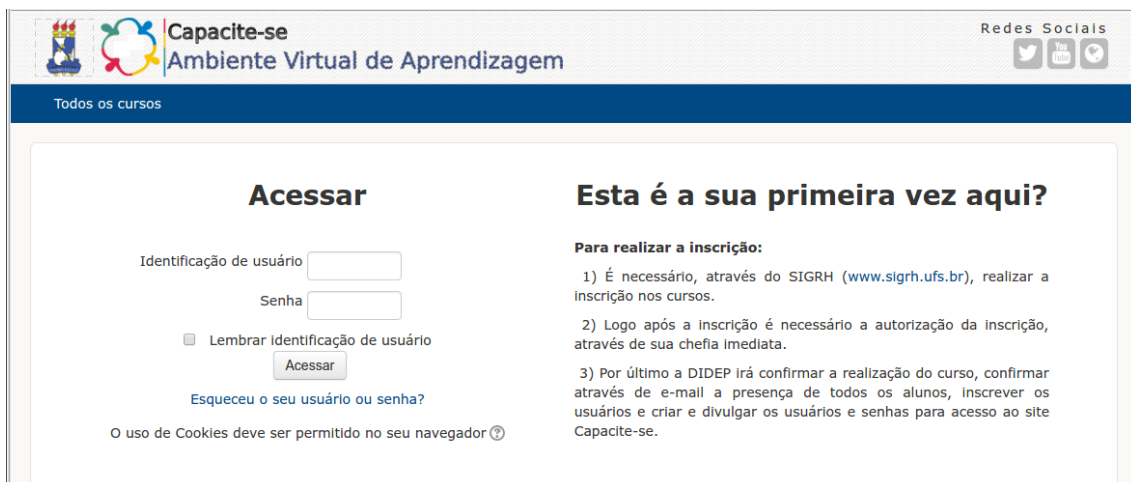 Capacite-se
Ambiente Virtual de Aprendizagem
Redes Sociais
You
Tube
Todos os cursos
Acessar
Identificação de usuário
Senha
Lembrar identificação de usuário
Acessar
Esqueceu o seu usuário ou senha?
O uso de Cookies deve ser permitido no seu navegador ?
Esta é a sua primeira vez aqui?
Para realizar a inscrição:
1) É necessário, através do SIGRH (www.sigrh.ufs.br), realizar a
inscrição nos cursos.
2) Logo após a inscrição é necessário a autorização da inscrição,
através de sua chefia imediata.
3) Por último a DIDEP irá confirmar a realização do curso, confirmar
através de e-mail a presença de todos os alunos, inscrever os
usuários e criar e divulgar os usuários e senhas para acesso ao site
Capacite-se.